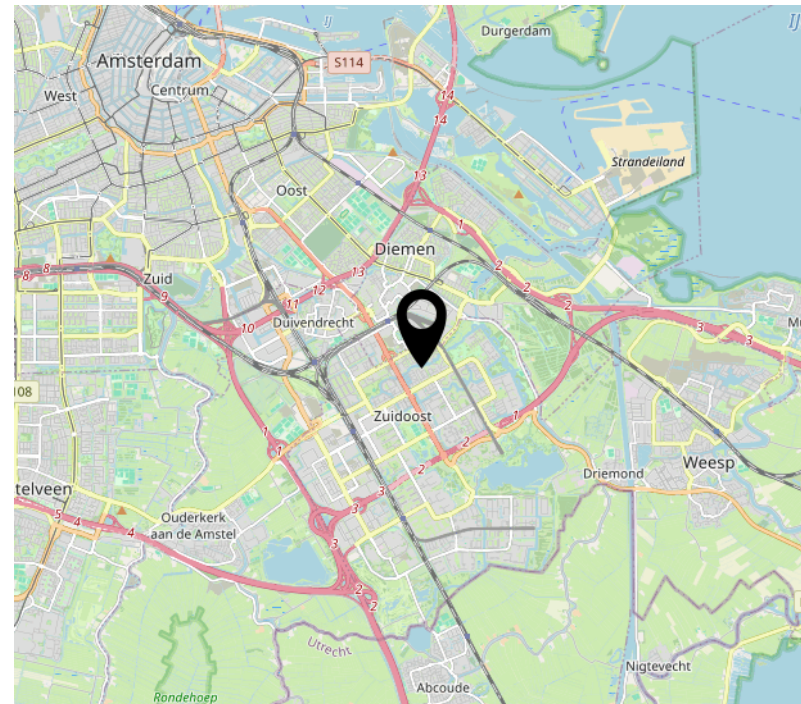 IJ
IJ
Durgerdam
Amsterdam
S114
Centrum
West
14
14
Strandeiland
13
Oost
1
Diemen
2
8
8
Zuid
9
13
12
2
2
11
10
Duivendrecht
3
3
108
Zuidoost
1
1
1
2
2
Driemond
Weesp
telveen
3
3
5
4
4
Ouderkerk
aan de Amstel
3
2
2
Utrecht
Nigtevecht
Abcoude
Rondehoep